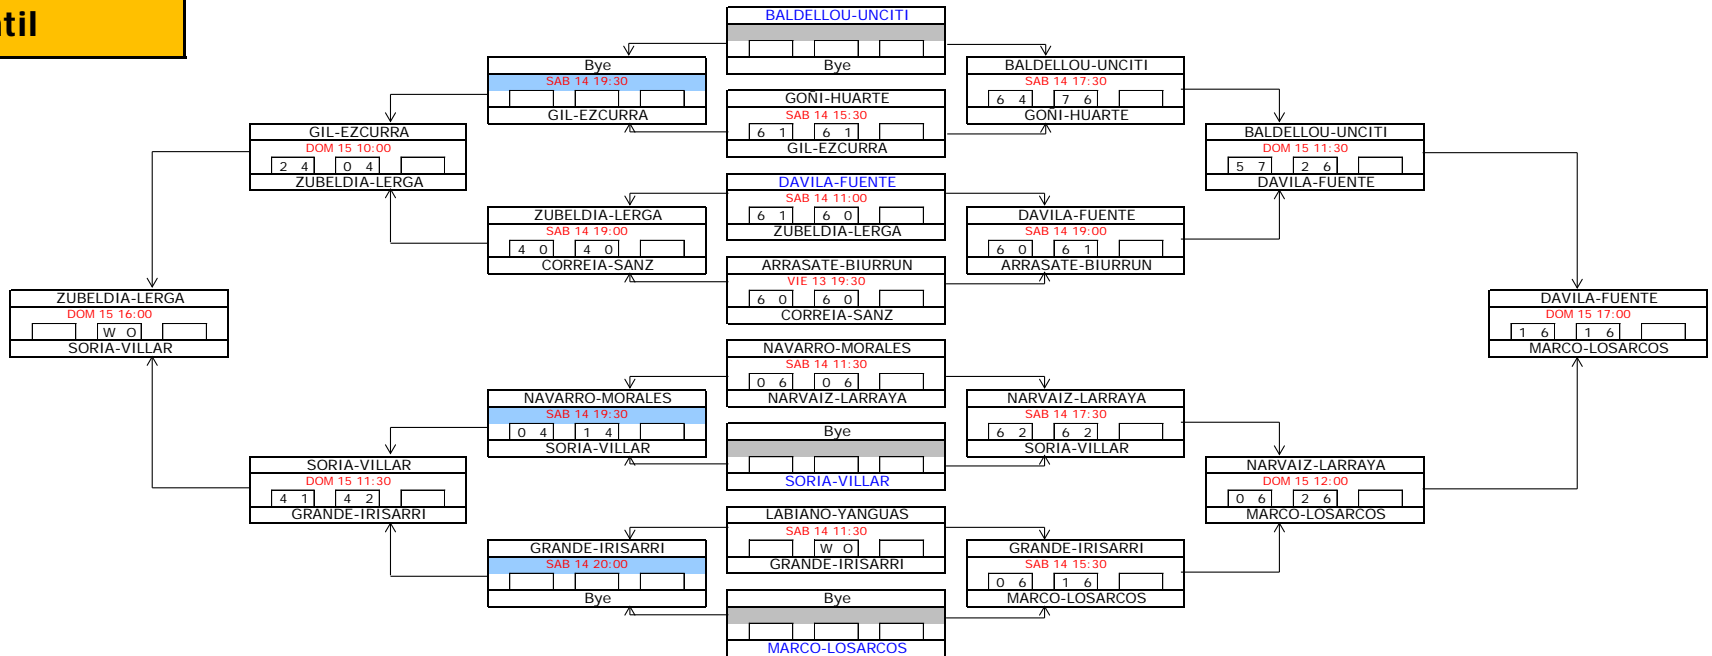 til
BALDELLOU-UNCITI
Bye
Bye
SAB 14 19:30
GIL-EZCURRA
BALDELLOU-UNCITI
SAB 14 17:30
6 4 7 6
GOÑI-HUARTE
GOÑI-HUARTE
SAB 14 15:30
6 1 6 1
GIL-EZCURRA
GIL-EZCURRA
DOM 15 10:00
2 4 0 4
ZUBELDIA-LERGA
BALDELLOU-UNCITI
DOM 15 11:30
5 7 2 6
DAVILA-FUENTE
DAVILA-FUENTE
SAB 14 11:00
6 1 6 0
ZUBELDIA-LERGA
ZUBELDIA-LERGA
SAB 14 19:00
4 0 4 0
CORREIA-SANZ
DAVILA-FUENTE
SAB 14 19:00
6 0 6 1
ARRASATE-BIURRUN
ARRASATE-BIURRUN
VIE 13 19:30
6 0 6 0
CORREIA-SANZ
ZUBELDIA-LERGA
DOM 15 16:00
W O
SORIA-VILLAR
DAVILA-FUENTE
DOM 15 17:00
1 6 1 6
MARCO-LOSARCOS
NAVARRO-MORALES
SAB 14 11:30
0 6 0 6
NARVAIZ-LARRAYA
NAVARRO-MORALES
SAB 14 19:30
0 4 1 4
SORIA-VILLAR
NARVAIZ-LARRAYA
SAB 14 17:30
6 2 6 2
SORIA-VILLAR
Bye
SORIA-VILLAR
SORIA-VILLAR
DOM 15 11:30
4 1 4 2
GRANDE-IRISARRI
NARVAIZ-LARRAYA
DOM 15 12:00
0 6 2 6
MARCO-LOSARCOS
LABIANO-YANGUAS
SAB 14 11:30
W O
GRANDE-IRISARRI
GRANDE-IRISARRI
SAB 14 20:00
Bye
GRANDE-IRISARRI
SAB 14 15:30
0 6 1 6
MARCO-LOSARCOS
Bye
MARCO-LOSARCOS